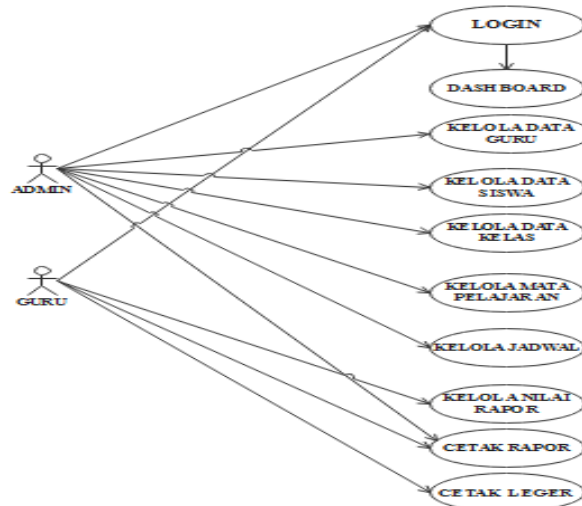 LOGIN
DASHBOARD
KELOLA DATA
GURU
ADMIN
KELOLA DATA
SISWA
KELOLA DATA
KELAS
GURU
KELOLA MATA
PELAJARAN
KELOLA JADWAL
KELOLA NILAI
RAPOR
CETAK RAPOR
CETAK LEGER